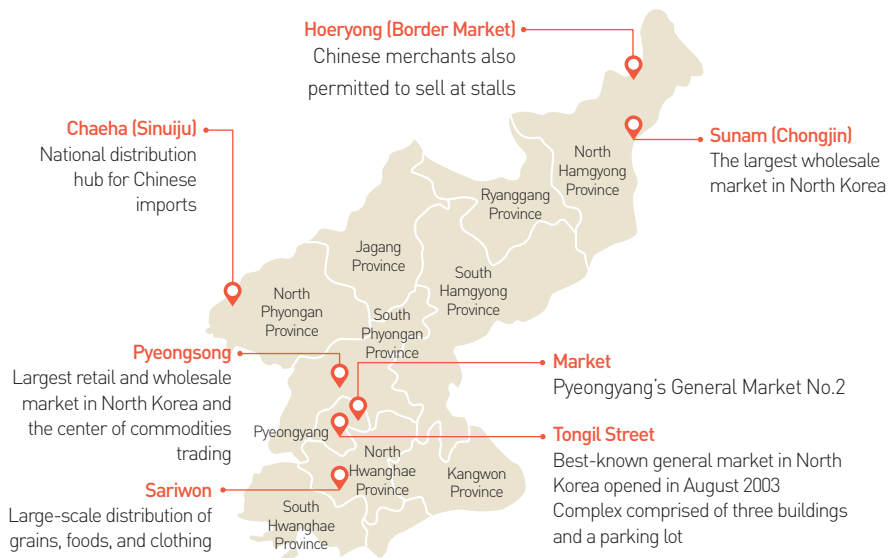 Hoeryong (Border Market)
Chinese merchants also
permitted to sell at stalls
Chaeha (Sinuiju)
National distribution
hub for Chinese
imports
Sunam (Chongjin)
The largest wholesale
market in North Korea
North
Hamgyong
Province
Ryanggang
Province
Jagang
Province
South
Hamgyong
Province
North
Phyongan
Province
South
Phyongan
Province
Pyeongsong
Largest retail and wholesale
market in North Korea and
the center of commodities
trading
Market
Pyeongyang's General Market No.2
Pyeongyang
Tongil Street
Best-known general market in North
Korea opened in August 2003
Complex comprised of three buildings
and a parking lot
North
Hwanghae
Province
Kangwon
Province
Sariwon
Large-scale distribution of
grains, foods, and clothing
South
Hwanghae
Province